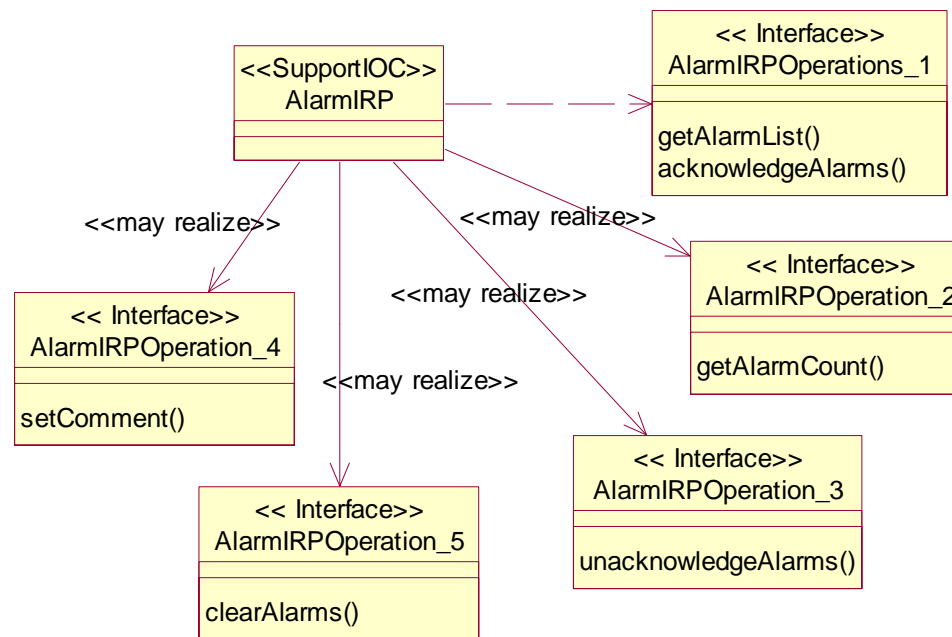 <<SupportIOC>>
AlarmIRP
<< Interface>>
AlarmIRPOperations_1
getAlarmList()
acknowledgeAlarms()
<<may realize>>
<<may realize>>
<<may realize>>
<<may realize>>
<< Interface>>
AlarmIRPOperation_2
getAlarmCount()
<< Interface>>
AlarmIRPOperation_4
setComment()
<< Interface>>
AlarmIRPOperation_3
unacknowledgeAlarms()
<< Interface>>
AlarmIRPOperation_5
clearAlarms()